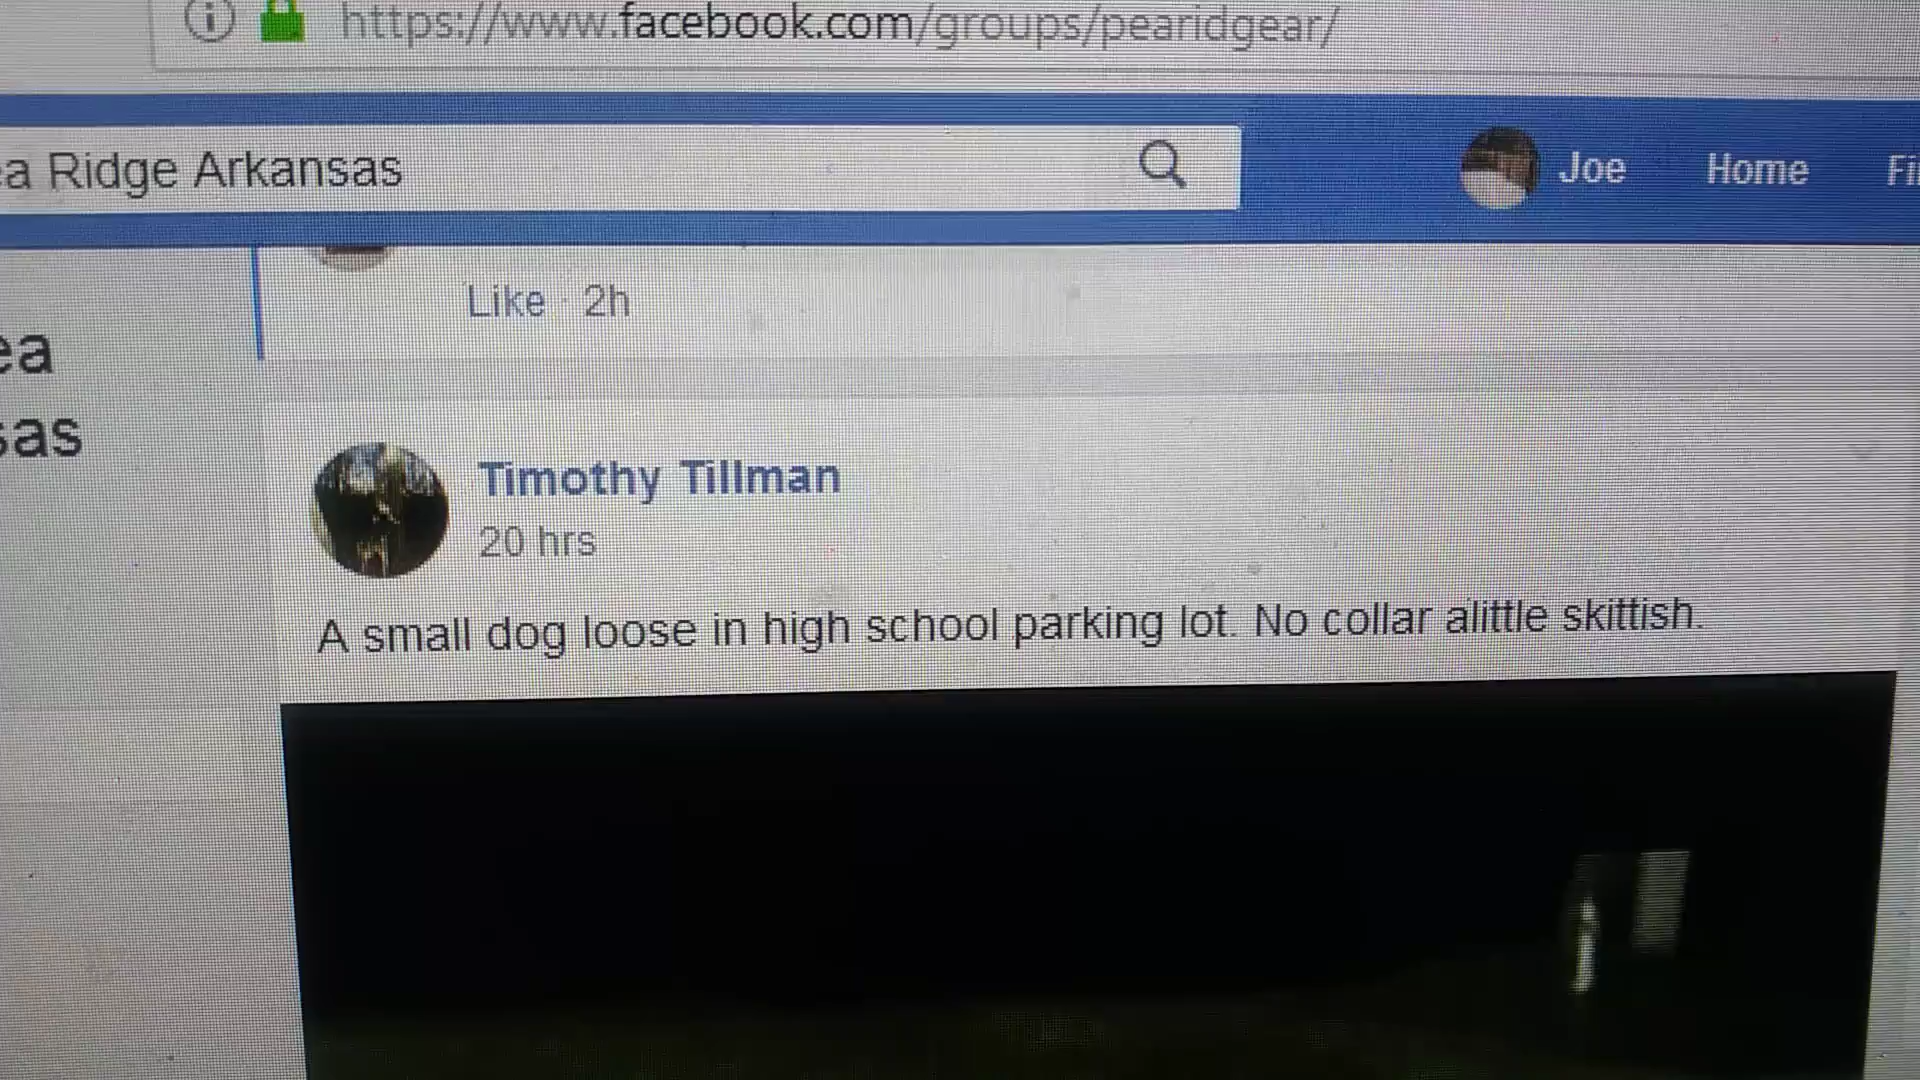 https://www.facebook.com/groups/pearidgear/
a Ridge Arkansas
Joe
Home
Fi
Like · 2h
ea
sas
Timothy Tillman
20 hrs
A small dog loose in high school parking lot. No collar alittle skittish.